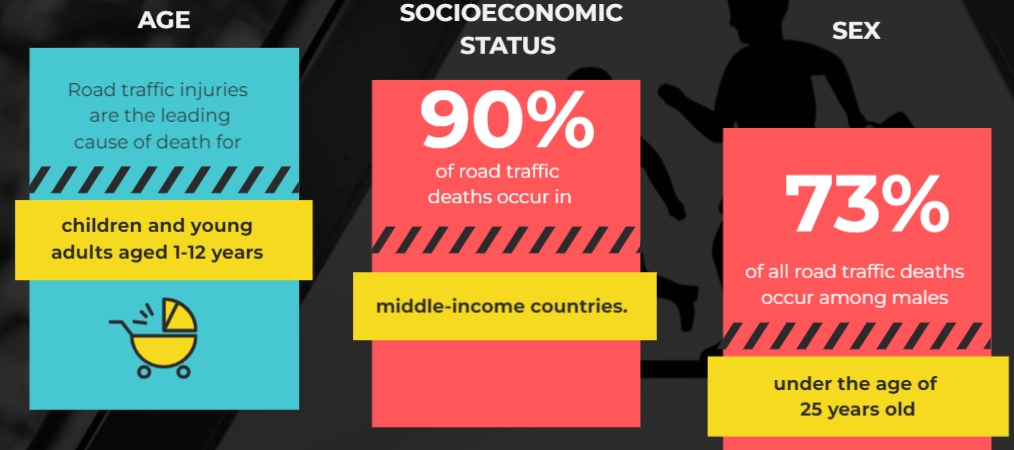 AGE
Road traffic injuries
are the leading
cause of death for
children and young
adults aged 1-12 years
SOCIOECONOMIC
STATUS
90%
of road traffic
deaths occur in
middle-income countries.
SEX
73%
of all road traffic deaths
occur among males
under the age of
25 years old